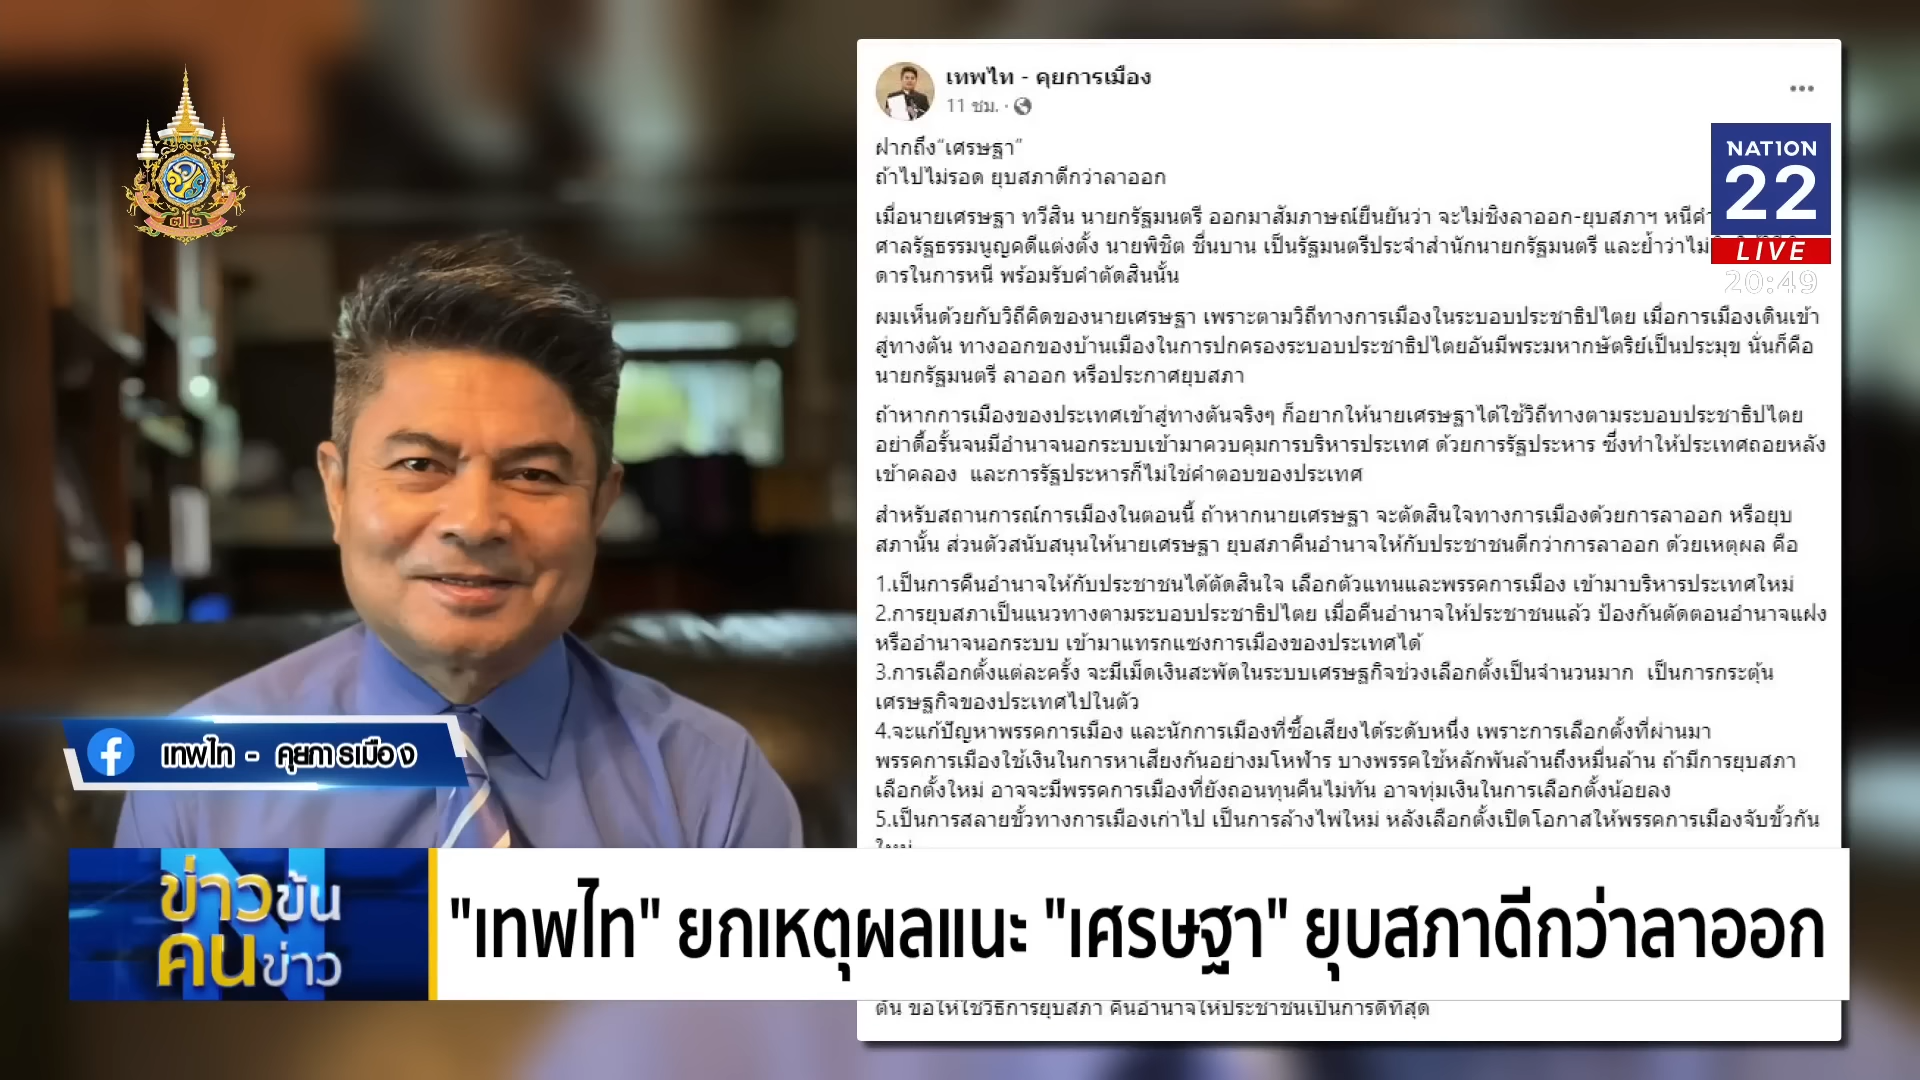 เทพไท - คุยการเมือง
11 ชม.
ฝากถึง"เศรษฐา"
ถ้าไปไม่รอด ยุบสภาดีกว่าลาออก
เมื่อนายเศรษฐา ทวีสิน นายกรัฐมนตรี ออกมาสัมภาษณ์ยืนยันว่า จะไม่ชิงลาออก-ยุบสภาฯ หนีคำ
ศาลรัฐธรรมนูญคดีแต่งตั้ง นายพิชิต ชื่นบาน เป็นรัฐมนตรีประจำสำนักนายกรัฐมนตรี และย้ำว่าไม่
ดารในการหนี พร้อมรับคำตัดสินนั้น
ผมเห็นด้วยกับวิถีคิดของนายเศรษฐา เพราะตามวิถีทางการเมืองในระบอบประชาธิปไตย เมื่อการเมืองเดินเข้า
สู่ทางตัน ทางออกของบ้านเมืองในการปกครองระบอบประชาธิปไตยอันมีพระมหากษัตริย์เป็นประมุข นั่นก็คือ
นายกรัฐมนตรี ลาออก หรือประกาศยุบสภา
ถ้าหากการเมืองของประเทศเข้าสู่ทางตันจริงๆ ก็อยากให้นายเศรษฐาได้ใช้วิถีทางตามระบอบประชาธิปไตย
อย่าดื้อรั้นจนมีอำนาจนอกระบบเข้ามาควบคุมการบริหารประเทศ ด้วยการรัฐประหาร ซึ่งทำให้ประเทศถอยหลัง
เข้าคลอง และการรัฐประหารก็ไม่ใช่คำตอบของประเทศ
สำหรับสถานการณ์การเมืองในตอนนี้ ถ้าหากนายเศรษฐา จะตัดสินใจทางการเมืองด้วยการลาออก หรือยุบ
สภานั้น ส่วนตัวสนับสนุนให้นายเศรษฐา ยุบสภาคืนอำนาจให้กับประชาชนดีกว่าการลาออก ด้วยเหตุผล คือ
1.เป็นการคืนอำนาจให้กับประชาชนได้ตัดสินใจ เลือกตัวแทนและพรรคการเมือง เข้ามาบริหารประเทศใหม่
2.การยุบสภาเป็นแนวทางตามระบอบประชาธิปไตย เมื่อคืนอำนาจให้ประชาชนแล้ว ป้องกันตัดตอนอำนาจแฝง
หรืออำนาจนอกระบบ เข้ามาแทรกแซงการเมืองของประเทศได้
3.การเลือกตั้งแต่ละครั้ง จะมีเม็ดเงินสะพัดในระบบเศรษฐกิจช่วงเลือกตั้งเป็นจำนวนมาก เป็นการกระตุ้น
เศรษฐกิจของประเทศไปในตัว
4.จะแก้ปัญหาพรรคการเมือง และนักการเมืองที่ซื้อเสียงได้ระดับหนึ่ง เพราะการเลือกตั้งที่ผ่านมา
พรรคการเมืองใช้เงินในการหาเสียงกันอย่างมโหฬาร บางพรรคใช้หลักพันล้านถึงหมื่นล้าน ถ้ามีการยุบสภา
เลือกตั้งใหม่ อาจจะมีพรรคการเมืองที่ยังถอนทุนคืนไม่ทัน อาจทุ่มเงินในการเลือกตั้งน้อยลง
5.เป็นการสลายขั้วทางการเมืองเก่าไป เป็นการล้างไพ่ใหม่ หลังเลือกตั้งเปิดโอกาสให้พรรคการเมืองจับขั้วกัน
ใหม่
ตัน ขอให้ใช้วิธีการยุบสภา คืนอำนาจให้ประชาชนเป็นการดีที่สุด
NATION
22
LIVE
20:49
เทพไท - คุยการเมือง
ข่าวข้น
คนข่าว
"เทพไท" ยกเหตุผลแนะ "เศรษฐา" ยุบสภาดีกว่าลาออก